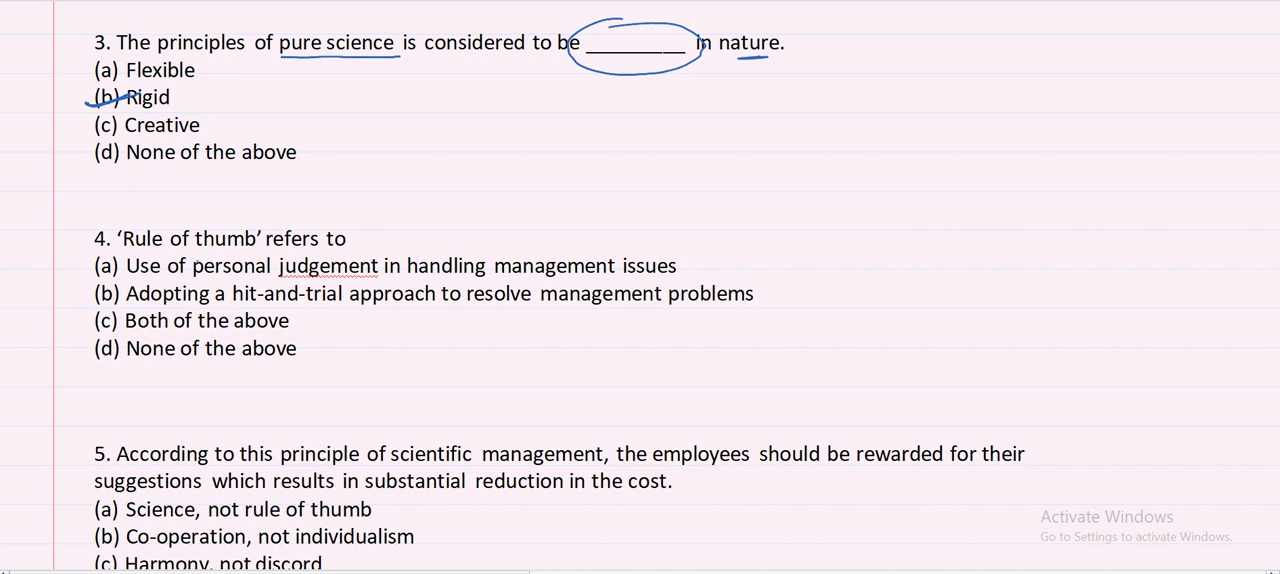 3. The principles of pure science is considered to be _________ in nature.
(a) Flexible
(b) Rigid
(c) Creative
(d) None of the above
4. ‘Rule of thumb’ refers to
(a) Use of personal judgement in handling management issues
(b) Adopting a hit-and-trial approach to resolve management problems
(c) Both of the above
(d) None of the above
5. According to this principle of scientific management, the employees should be rewarded for their
suggestions which results in substantial reduction in the cost.
(a) Science, not rule of thumb
(b) Co-operation, not individualism
(c) Harmony, not discord
Activate Windows
Go to Settings to activate Windows.